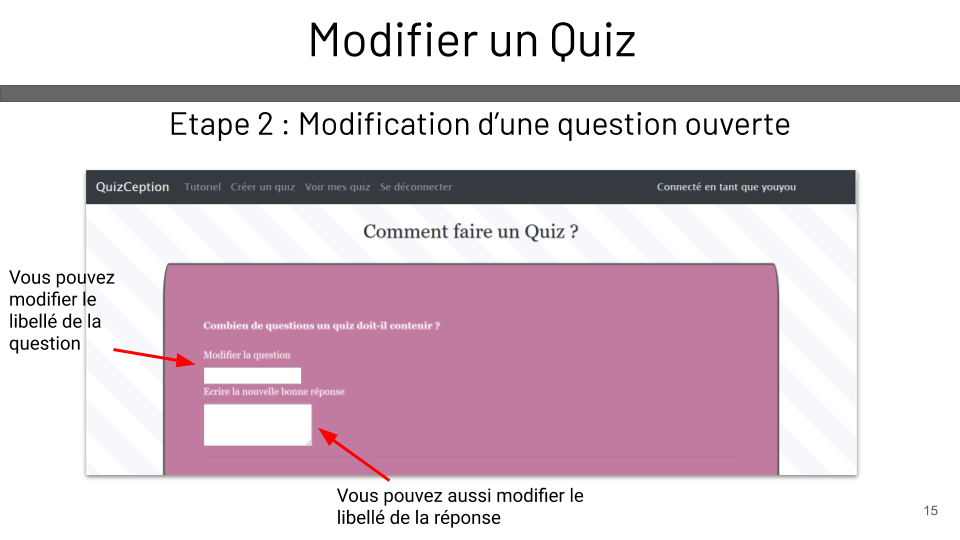 Modifier un Quiz
Etape 2 : Modification d'une question ouverte
QuizCeption Tutoriel Créer un quiz Voir mes quiz Se déconnecter Connecté en tant que youyou
Comment faire un Quiz ?
Vous pouvez
modifier le
libellé de la
question
Combien de questions un quiz doit-il contenir ?
Modifier la question
Ecrire la nouvelle bonne réponse
Vous pouvez aussi modifier le
libellé de la réponse
15